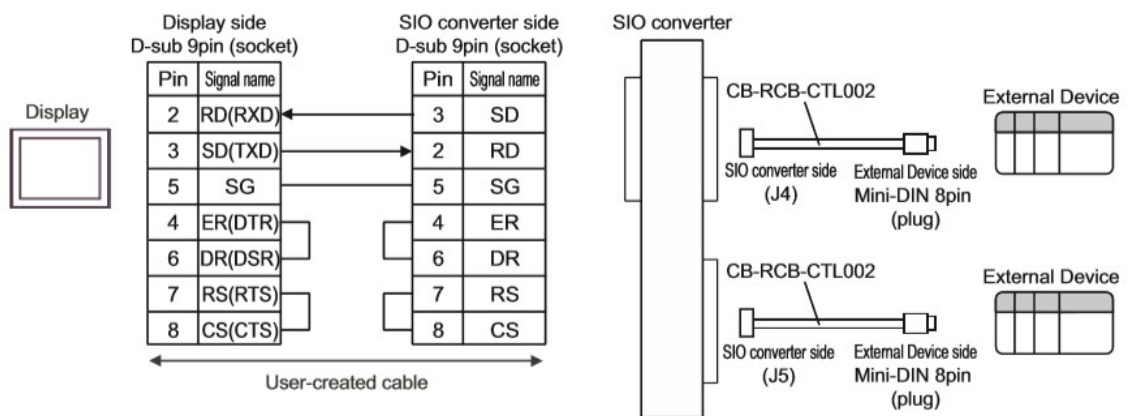 Display side
D-sub 9pin (socket)
SIO converter side
D-sub 9pin (socket)
SIO converter
Display
Pin Signal name
2 RD(RXD)
3 SD(TXD)
5 SG
4 ER(DTR)
6 DR(DSR)
7 RS(RTS)
8 CS(CTS)
Pin Signal name
3 SD
2 RD
5 SG
4 ER
6 DR
7 RS
8 CS
User-created cable
CB-RCB-CTL002
External Device
SIO converter side
(J4)
External Device side
Mini-DIN 8pin
(plug)
CB-RCB-CTL002
External Device
SIO converter side
(J5)
External Device side
Mini-DIN 8pin
(plug)